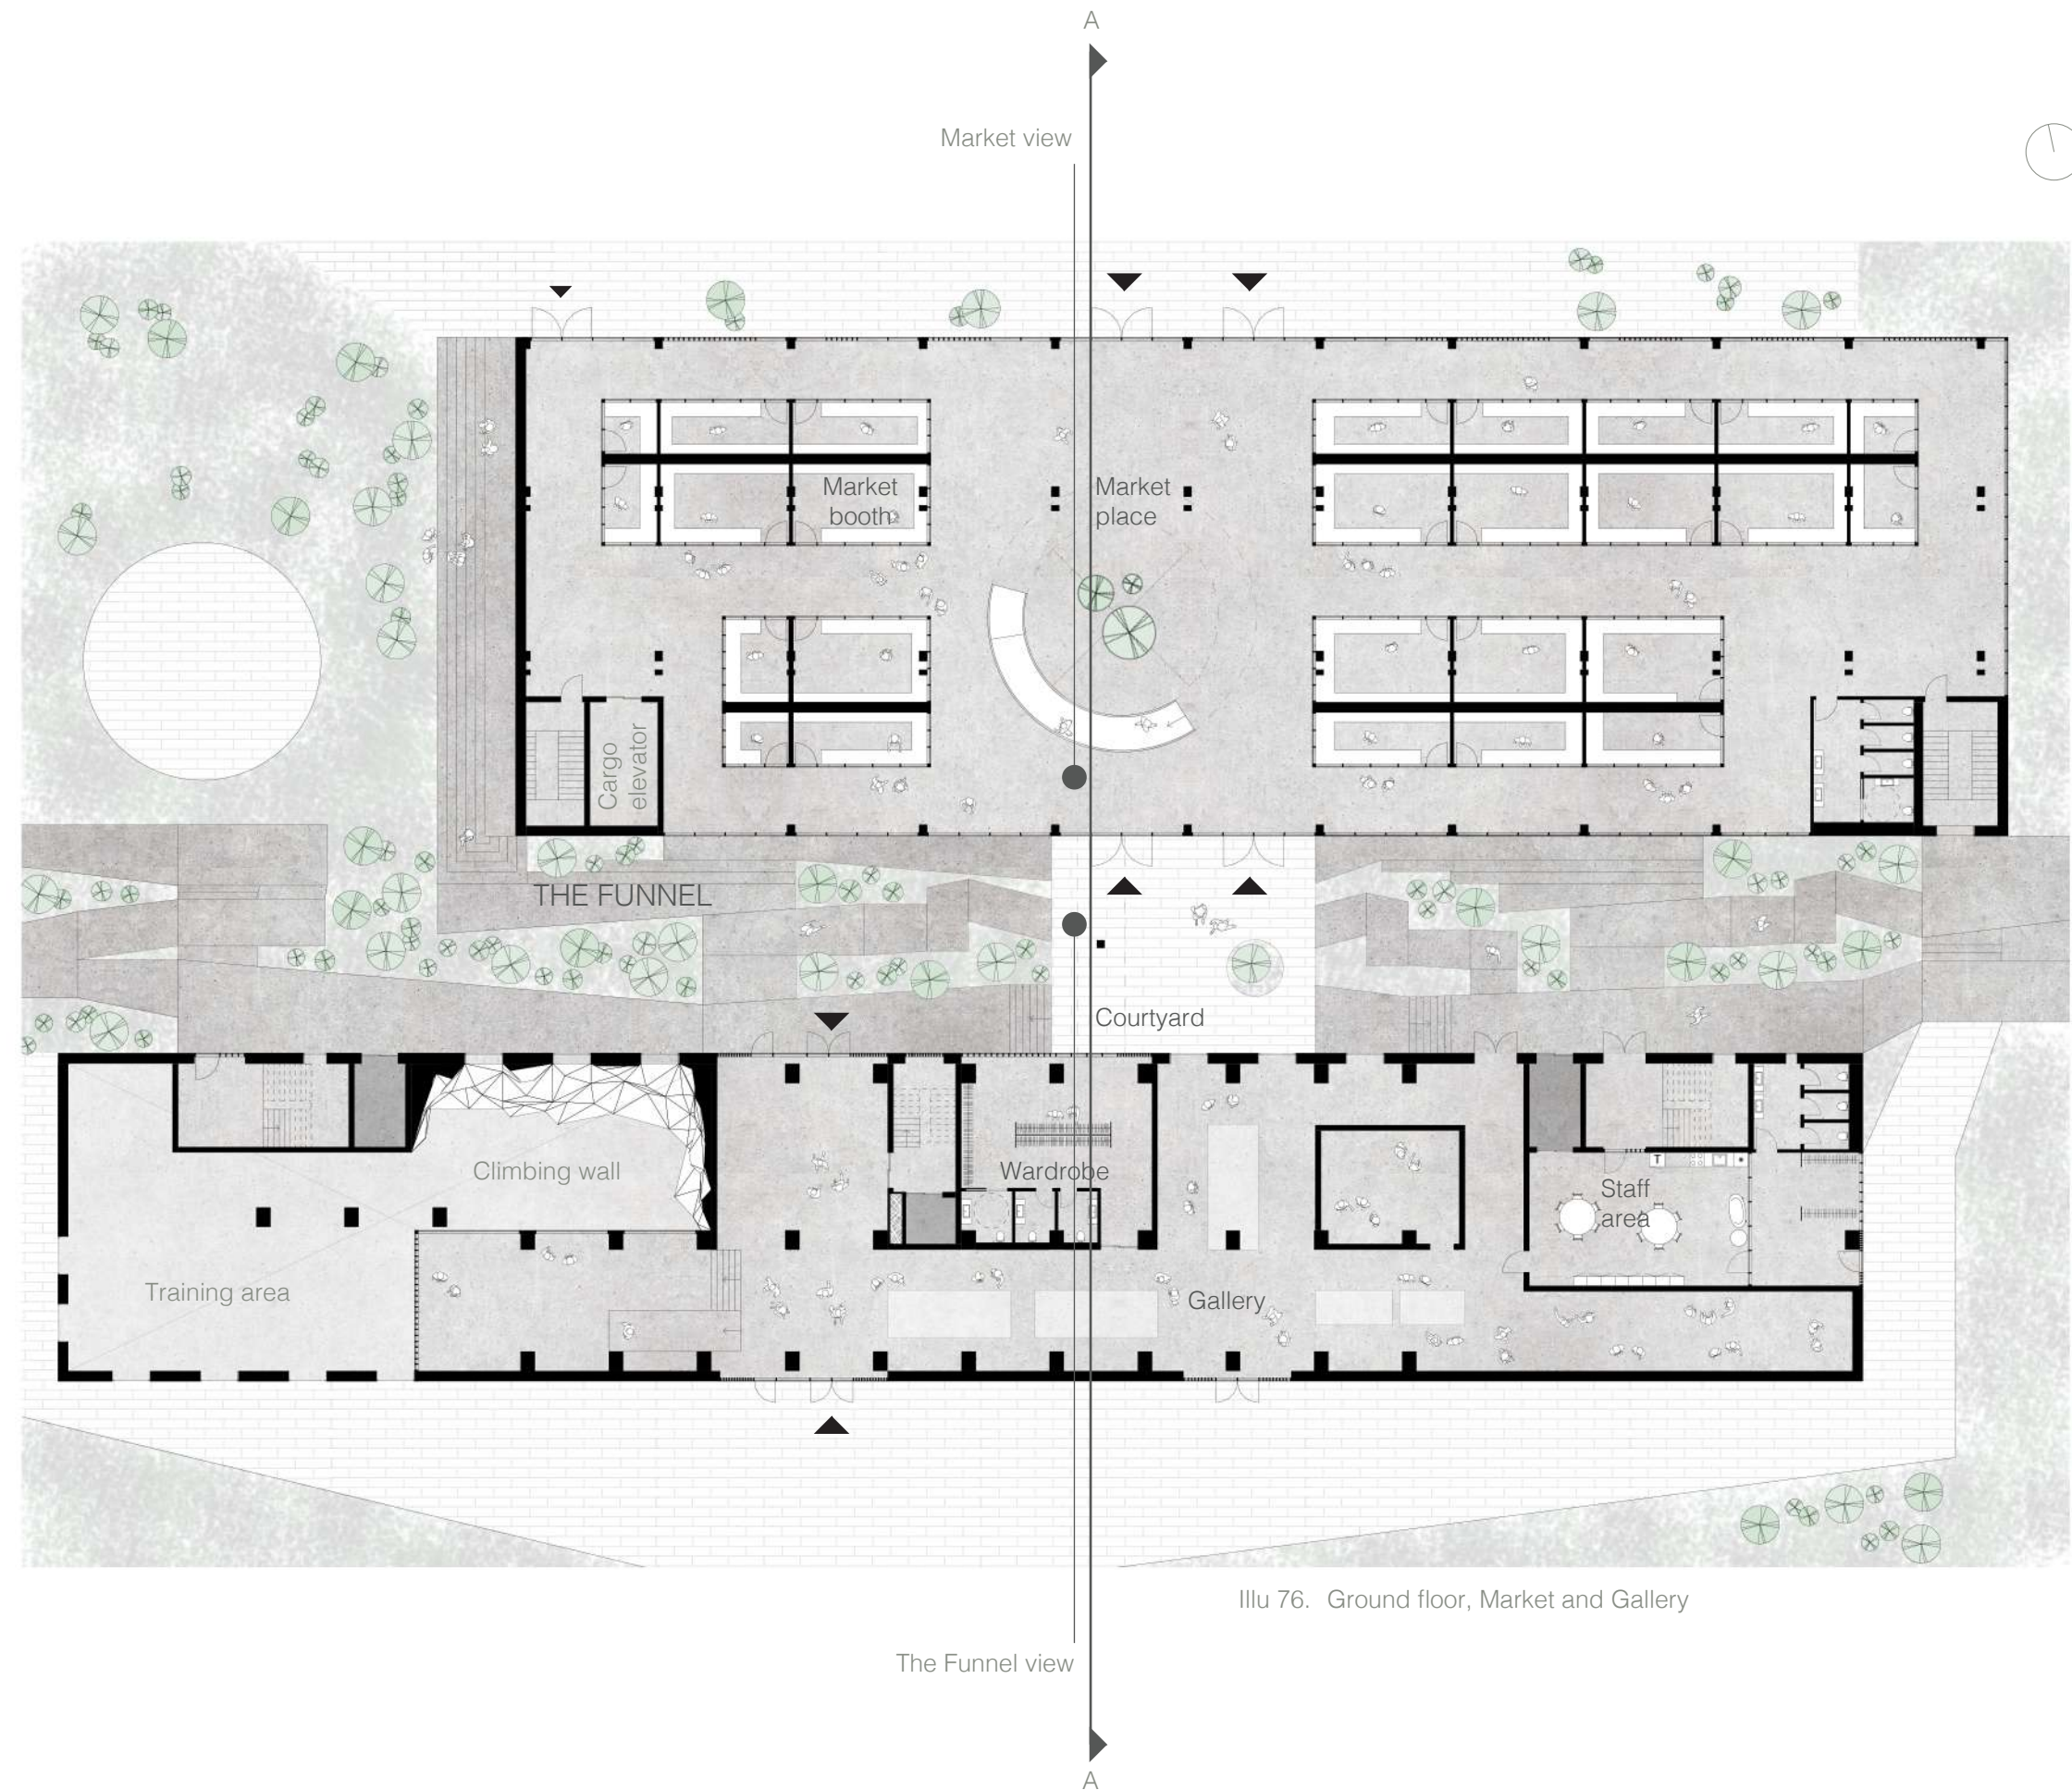 A
Market view
Market
booth
Market
place
Cargo
elevator
THE FUNNEL
Courtyard
Climbing wall
Wardrobe
Staff
area
T
Training area
Gallery
Illu 76. Ground floor, Market and Gallery
The Funnel view
A